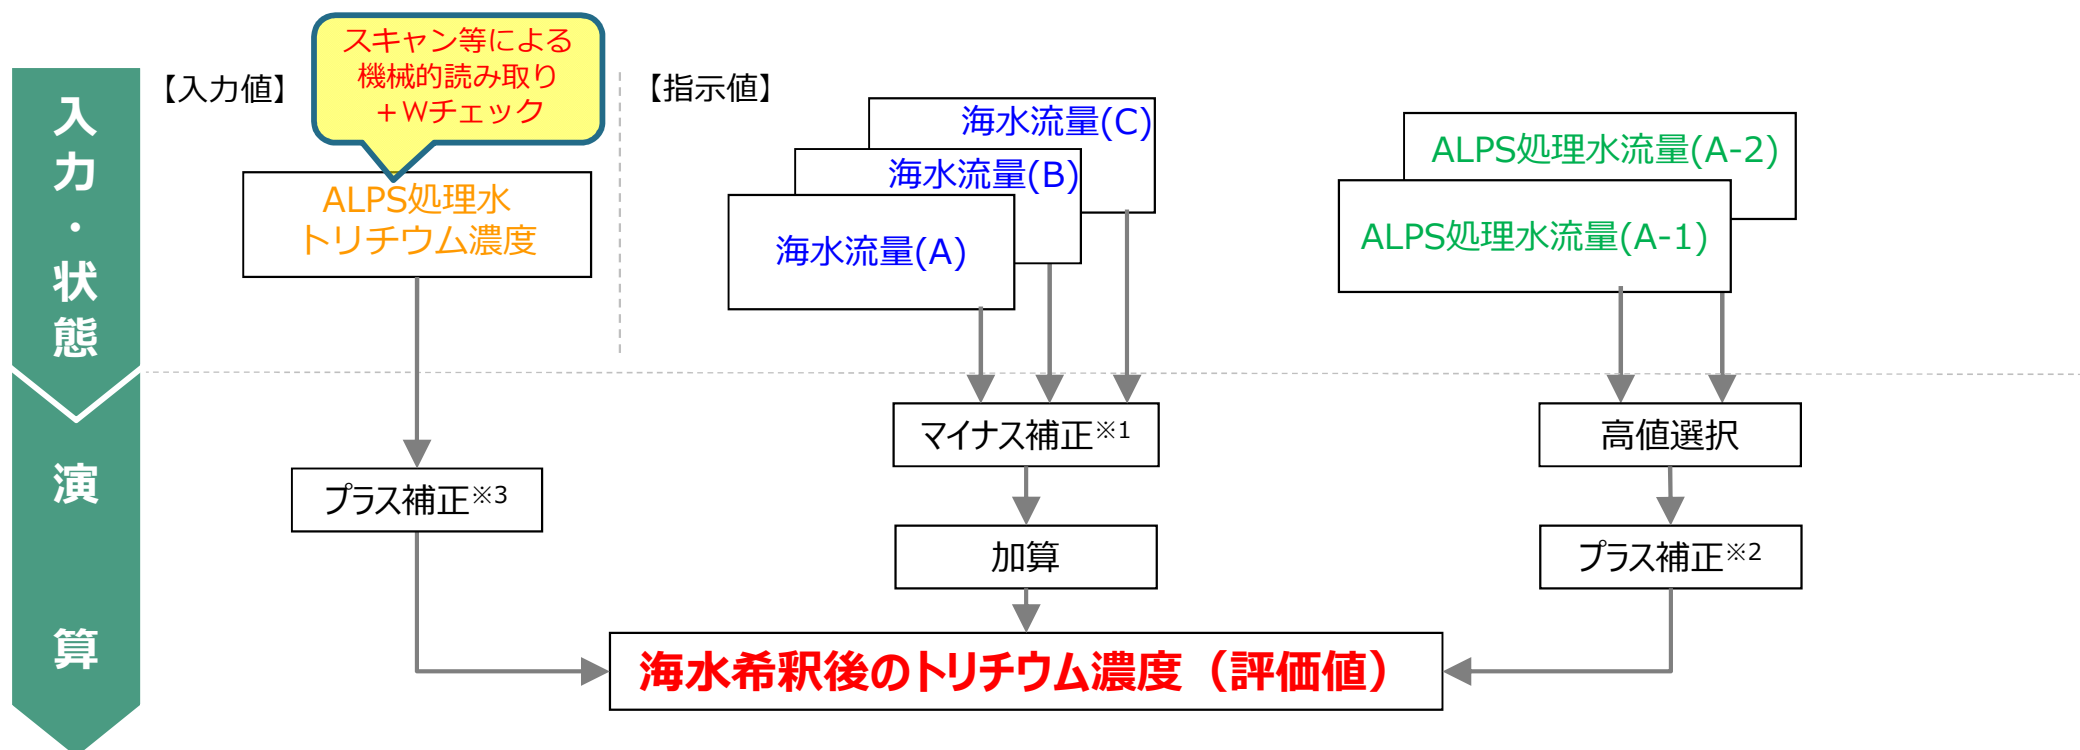 スキャン等による
機械的読み取り
+Wチェック
【入力値】
【指示値】
入力・状態
海水流量(C)
海水流量(B)
海水流量(A)
ALPS処理水流量(A-2)
ALPS処理水流量(A-1)
ALPS処理水
トリチウム濃度
演算
マイナス補正※1
高値選択
プラス補正※3
加算
プラス補正※2
海水希釈後のトリチウム濃度（評価値）